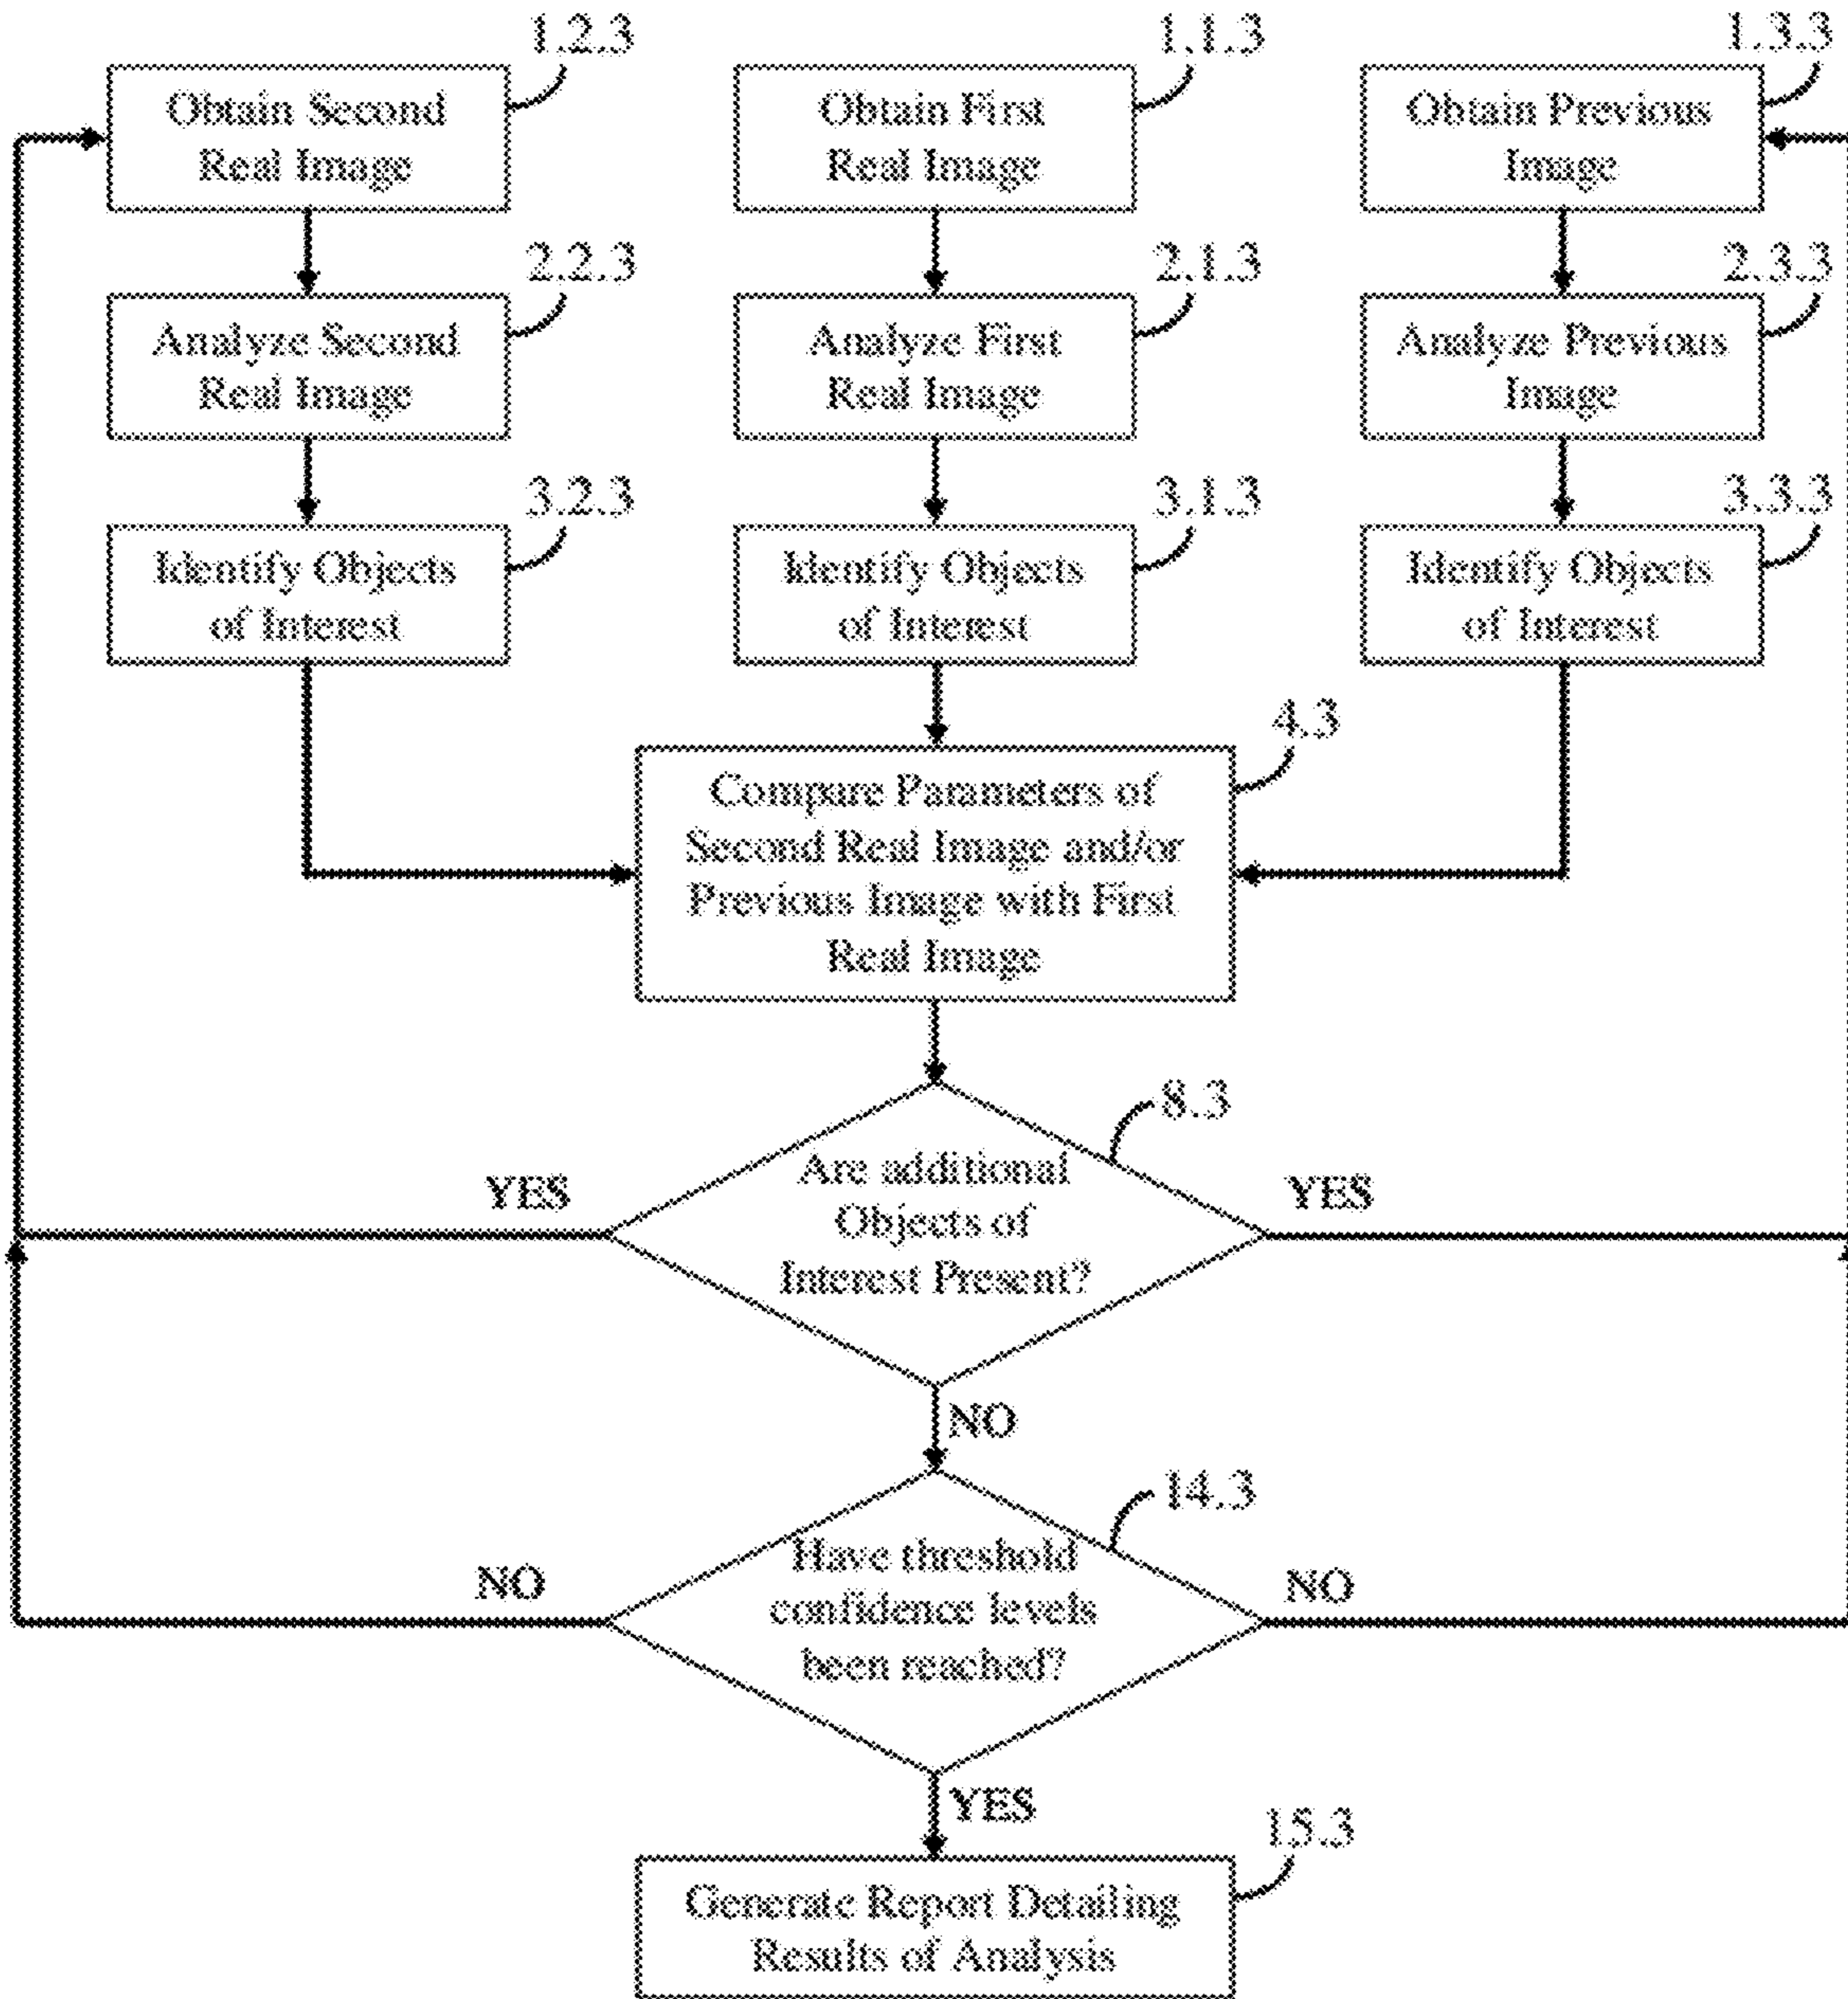 1.2.3
Obtain Second
Real Image
1.1.3
Obtain First
Real Image
1.3.3
Obtain Previous
Image
2.2.3
Analyze Second
Real Image
2.1.3
Analyze First
Real Image
2.3.3
Analyze Previous
Image
3.2.3
Identify Objects
of Interest
3.1.3
Identify Objects
of Interest
3.3.3
Identify Objects
of Interest
4.3
Compare Parameters of
Second Real Image and/or
Previous Image with First
Real Image
8.3
Are additional
Objects of
Interest Present?
YES
YES
NO
14.3
Have threshold
confidence levels
been reached?
NO
NO
YES
15.3
Generate Report Detailing
Results of Analysis